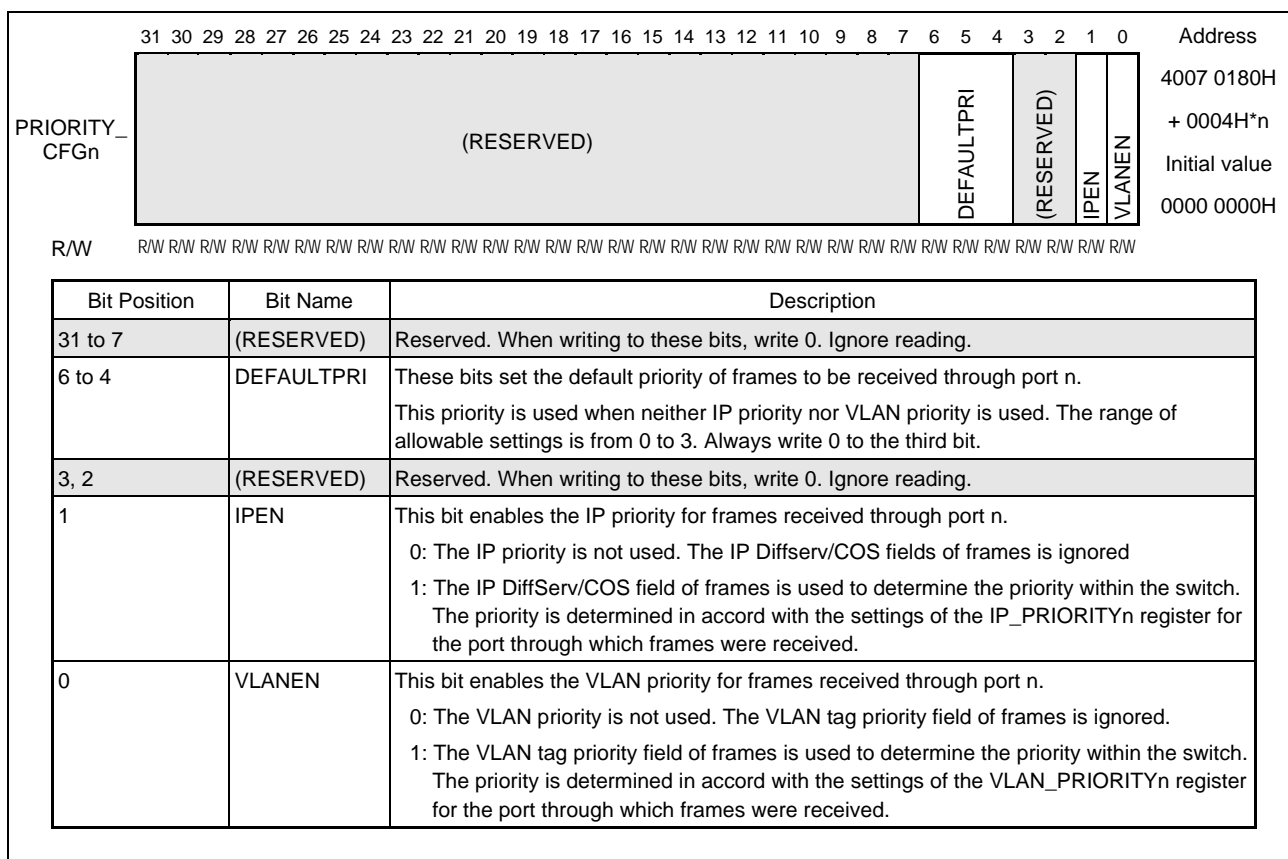 31 30 29 28 27 26 25 24 23 22 21 20 19 18 17 16 15 14 13 12 11 10 9 8 7 6 5 4 3 2 1 0 Address
4007 0180H
+ 0004H*n
Initial value
0000 0000H
PRIORITY_
CFGn
(RESERVED)
DEFAULTPRI
(RESERVED)
IPEN
VLANEN
R/W R/W R/W R/W R/W R/W R/W R/W R/W R/W R/W R/W R/W R/W R/W R/W R/W R/W R/W R/W R/W R/W R/W R/W R/W R/W R/W R/W R/W R/W R/W R/W R/W
Bit Position Bit Name Description
31 to 7 (RESERVED) Reserved. When writing to these bits, write 0. Ignore reading.
6 to 4 DEFAULTPRI These bits set the default priority of frames to be received through port n.
This priority is used when neither IP priority nor VLAN priority is used. The range of
allowable settings is from 0 to 3. Always write 0 to the third bit.
3, 2 (RESERVED) Reserved. When writing to these bits, write 0. Ignore reading.
1 IPEN This bit enables the IP priority for frames received through port n.
0: The IP priority is not used. The IP Diffserv/COS fields of frames is ignored
1: The IP DiffServ/COS field of frames is used to determine the priority within the switch.
The priority is determined in accord with the settings of the IP_PRIORITYn register for
the port through which frames were received.
0 VLANEN This bit enables the VLAN priority for frames received through port n.
0: The VLAN priority is not used. The VLAN tag priority field of frames is ignored.
1: The VLAN tag priority field of frames is used to determine the priority within the switch.
The priority is determined in accord with the settings of the VLAN_PRIORITYn register
for the port through which frames were received.